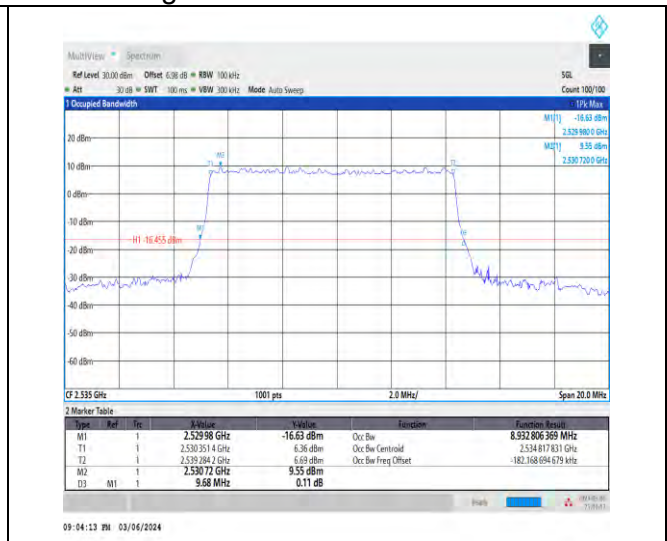 MultiView Spectrum
Ref Level 30.00 dBm Offset 6.98 dB RBW 100 kHz SGL
Att 30 dB SWT 100 ms VBW 300 kHz Mode Auto Sweep Count 100/100
1 Occupied Bandwidth 1Pk Max
M1[1] -16.63 dBm
2.529 980 0 GHz
M2[1] 9.55 dBm
2.530 720 0 GHz
20 dBm
M2
T1 T2
10 dBm
0 dBm
-10 dBm
M1 D3
H1 -16.455 dBm
-20 dBm
-30 dBm
-40 dBm
-50 dBm
-60 dBm
CF 2.535 GHz 1001 pts 2.0 MHz/ Span 20.0 MHz
2 Marker Table
Type Ref Trc X-Value Y-Value Function Function Result
M1 1 2.52998 GHz -16.63 dBm Occ Bw 8.932 806 369 MHz
T1 1 2.530 351 4 GHz 6.36 dBm Occ Bw Centroid 2.534 817 831 GHz
T2 1 2.539 284 2 GHz 6.69 dBm Occ Bw Freq Offset -182.168 694 679 kHz
M2 1 2.53072 GHz 9.55 dBm
D3 M1 1 9.68 MHz 0.11 dB
Ready
09:04:13 PM 03/06/2024